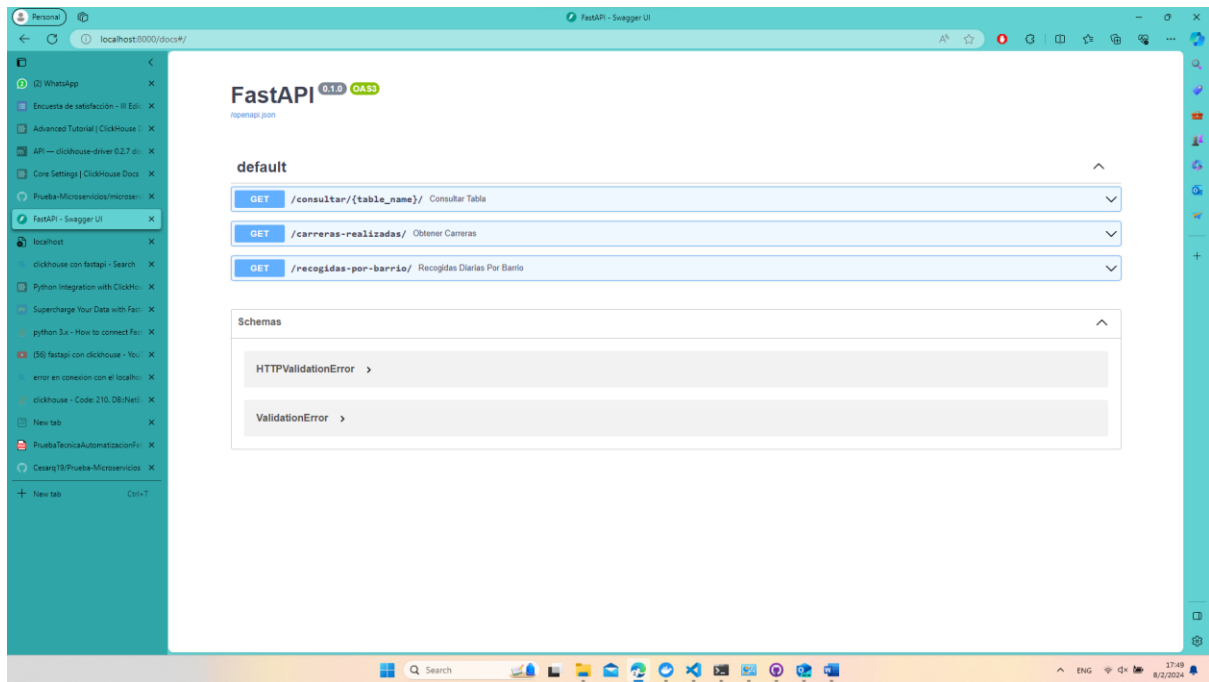 Personal
FastAPI - Swagger UI
localhost:8000/docs#/
(2) WhatsApp
Encuesta de satisfacción - III Edic
Advanced Tutorial | ClickHouse D
API — clickhouse-driver 0.2.7 do
Core Settings | ClickHouse Docs
Prueba-Microservicios/microserv
FastAPI - Swagger UI
localhost
clickhouse con fastapi - Search
Python Integration with ClickHou
Supercharge Your Data with Fast
python 3.x - How to connect Fas
(56) fastapi con clickhouse - You
error en conexion con el localho
clickhouse - Code: 210. DB::Net
New tab
PruebaTecnicaAutomatizacion
Cesarq19/Prueba-Microservicios
New tab Ctrl+T
FastAPI 0.1.0 OAS3
/openapi.json
default
GET /consultar/{table_name}/ Consultar Tabla
GET /carreras-realizadas/ Obtener Carreras
GET /recogidas-por-barrio/ Recogidas Diarias Por Barrio
Schemas
HTTPValidationError
ValidationError
Search
ENG
17:49
8/2/2024